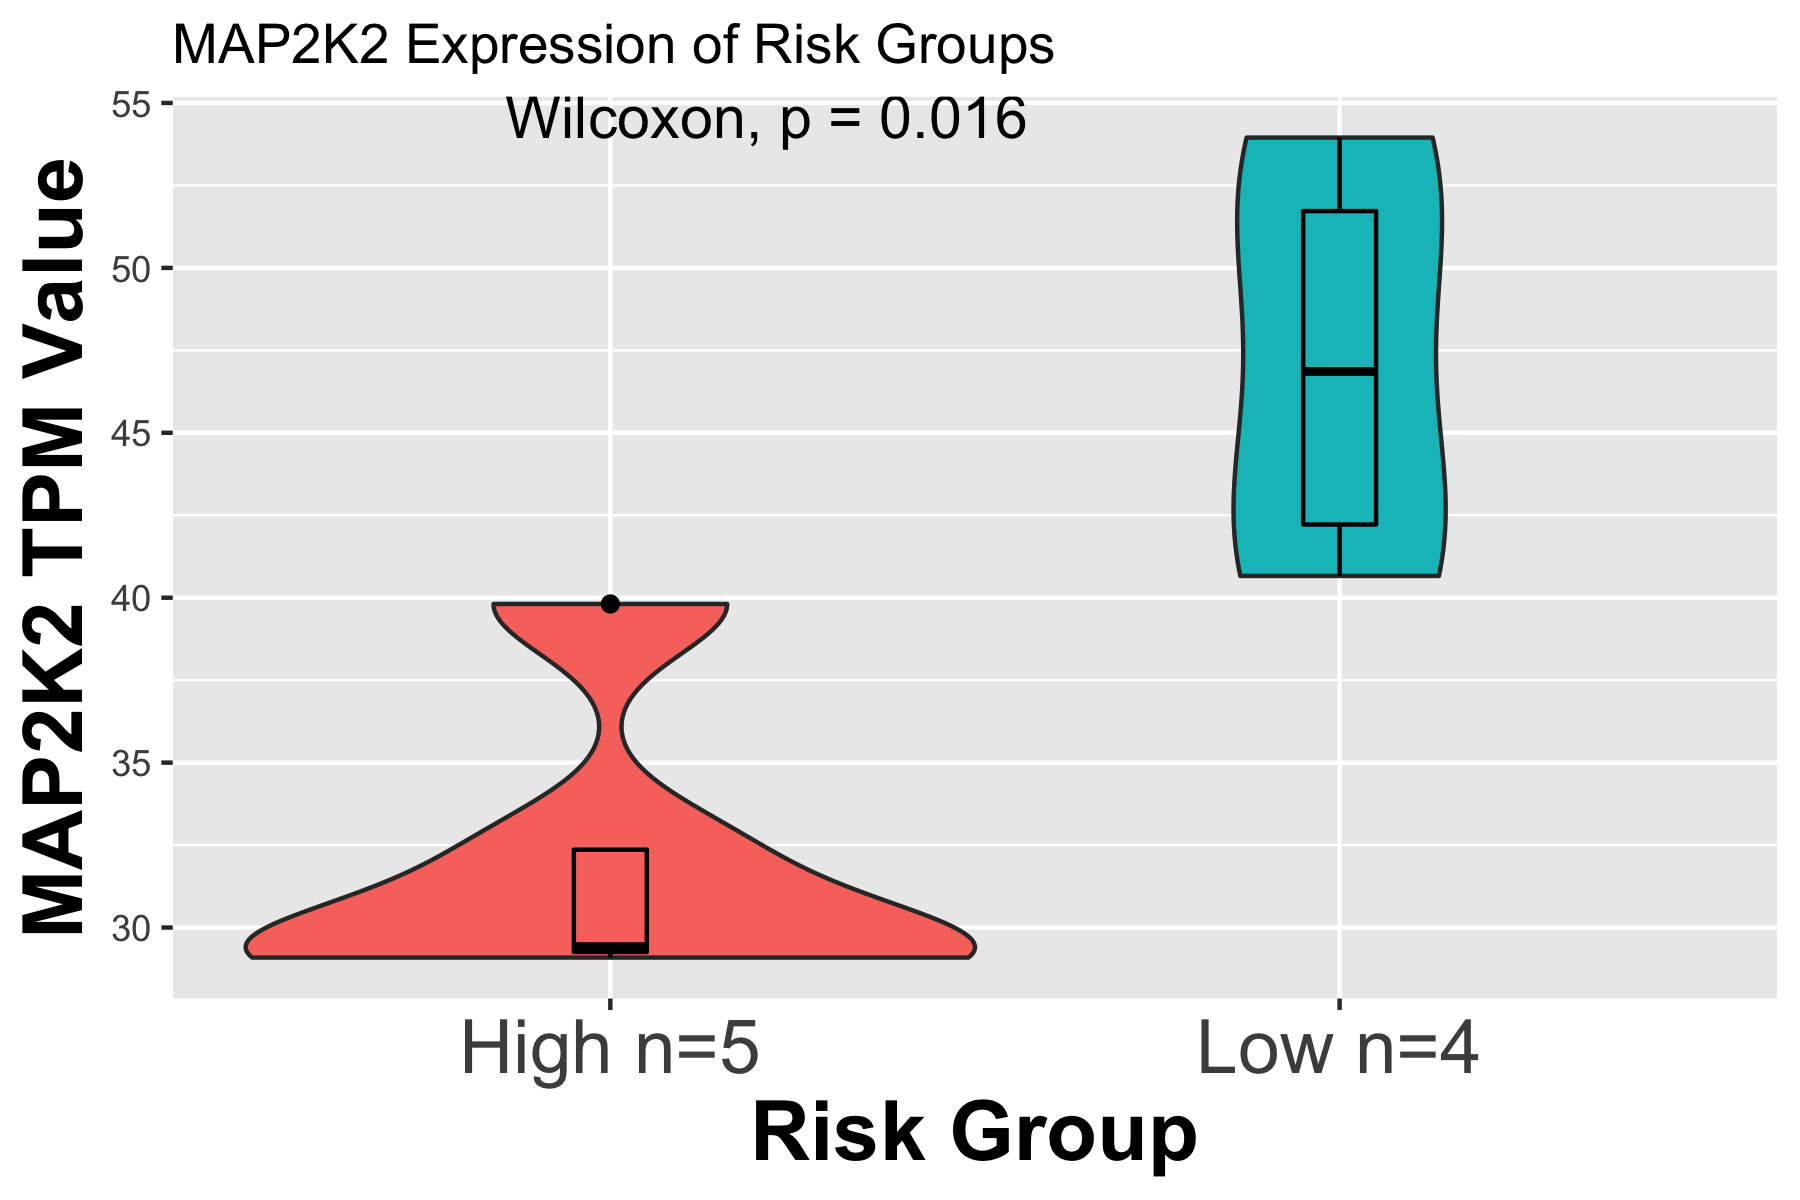 MAP2K2 Expression of Risk Groups
Wilcoxon, p = 0.016
MAP2K2 TPM Value
55
50
45
40
35
30
High n=5
Low n=4
Risk Group